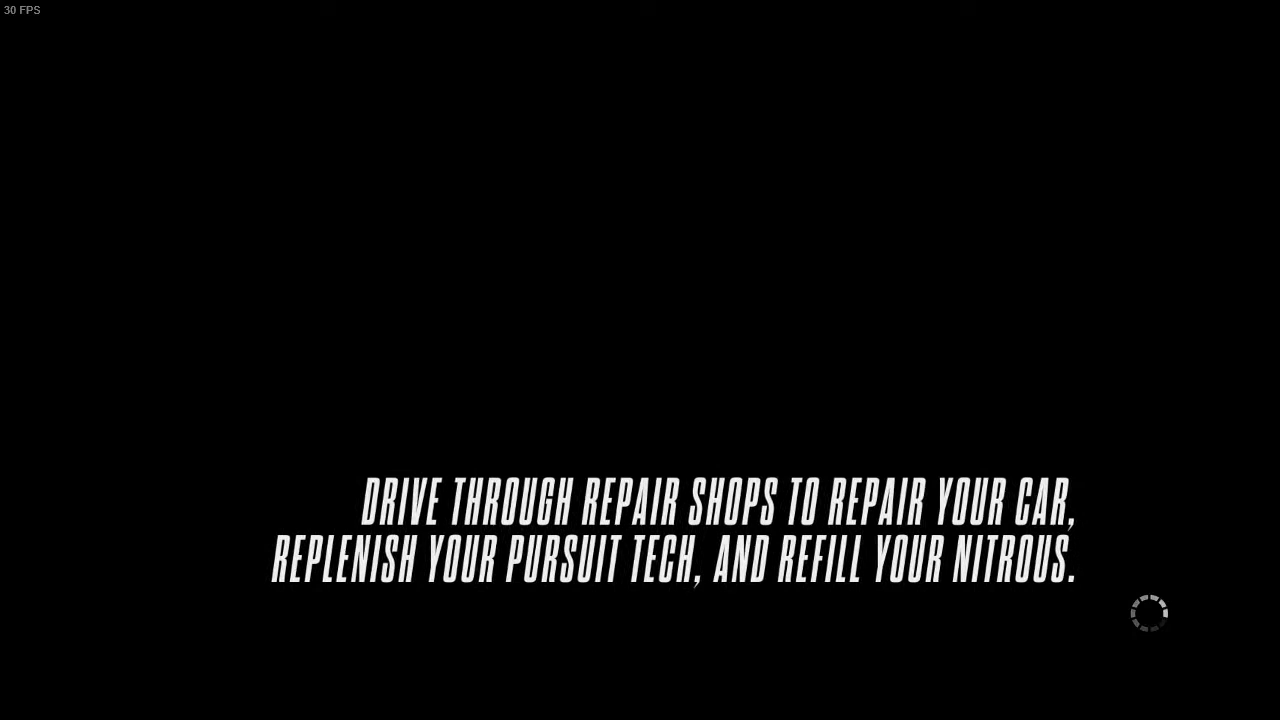 30 FPS
DRIVE THROUGH REPAIR SHOPS TO REPAIR YOUR CAR,
REPLENISH YOUR PURSUIT TECH, AND REFILL YOUR NITROUS.